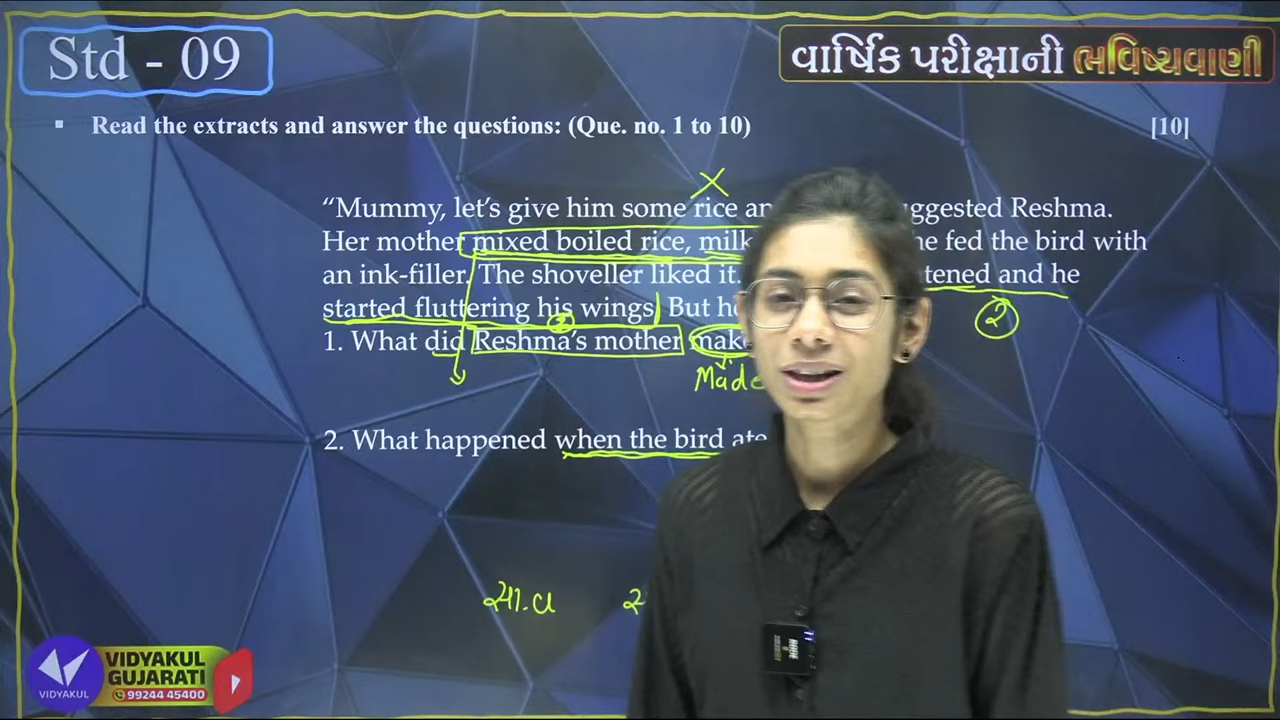 Std - 09
વાર્ષિક પરીક્ષાની ભવિષ્યવાણી
▪ Read the extracts and answer the questions: (Que. no. 1 to 10) [10]
“Mummy, let’s give him some rice an uggested Reshma.
Her mother mixed boiled rice, milk he fed the bird with
an ink-filler. The shoveller liked it. tened and he
started fluttering his wings. But he
2
1. What did Reshma’s mother make
Made
2. What happened when the bird ate
સા.વ
VIDYAKUL
GUJARATI
99244 45400
VIDYAKUL